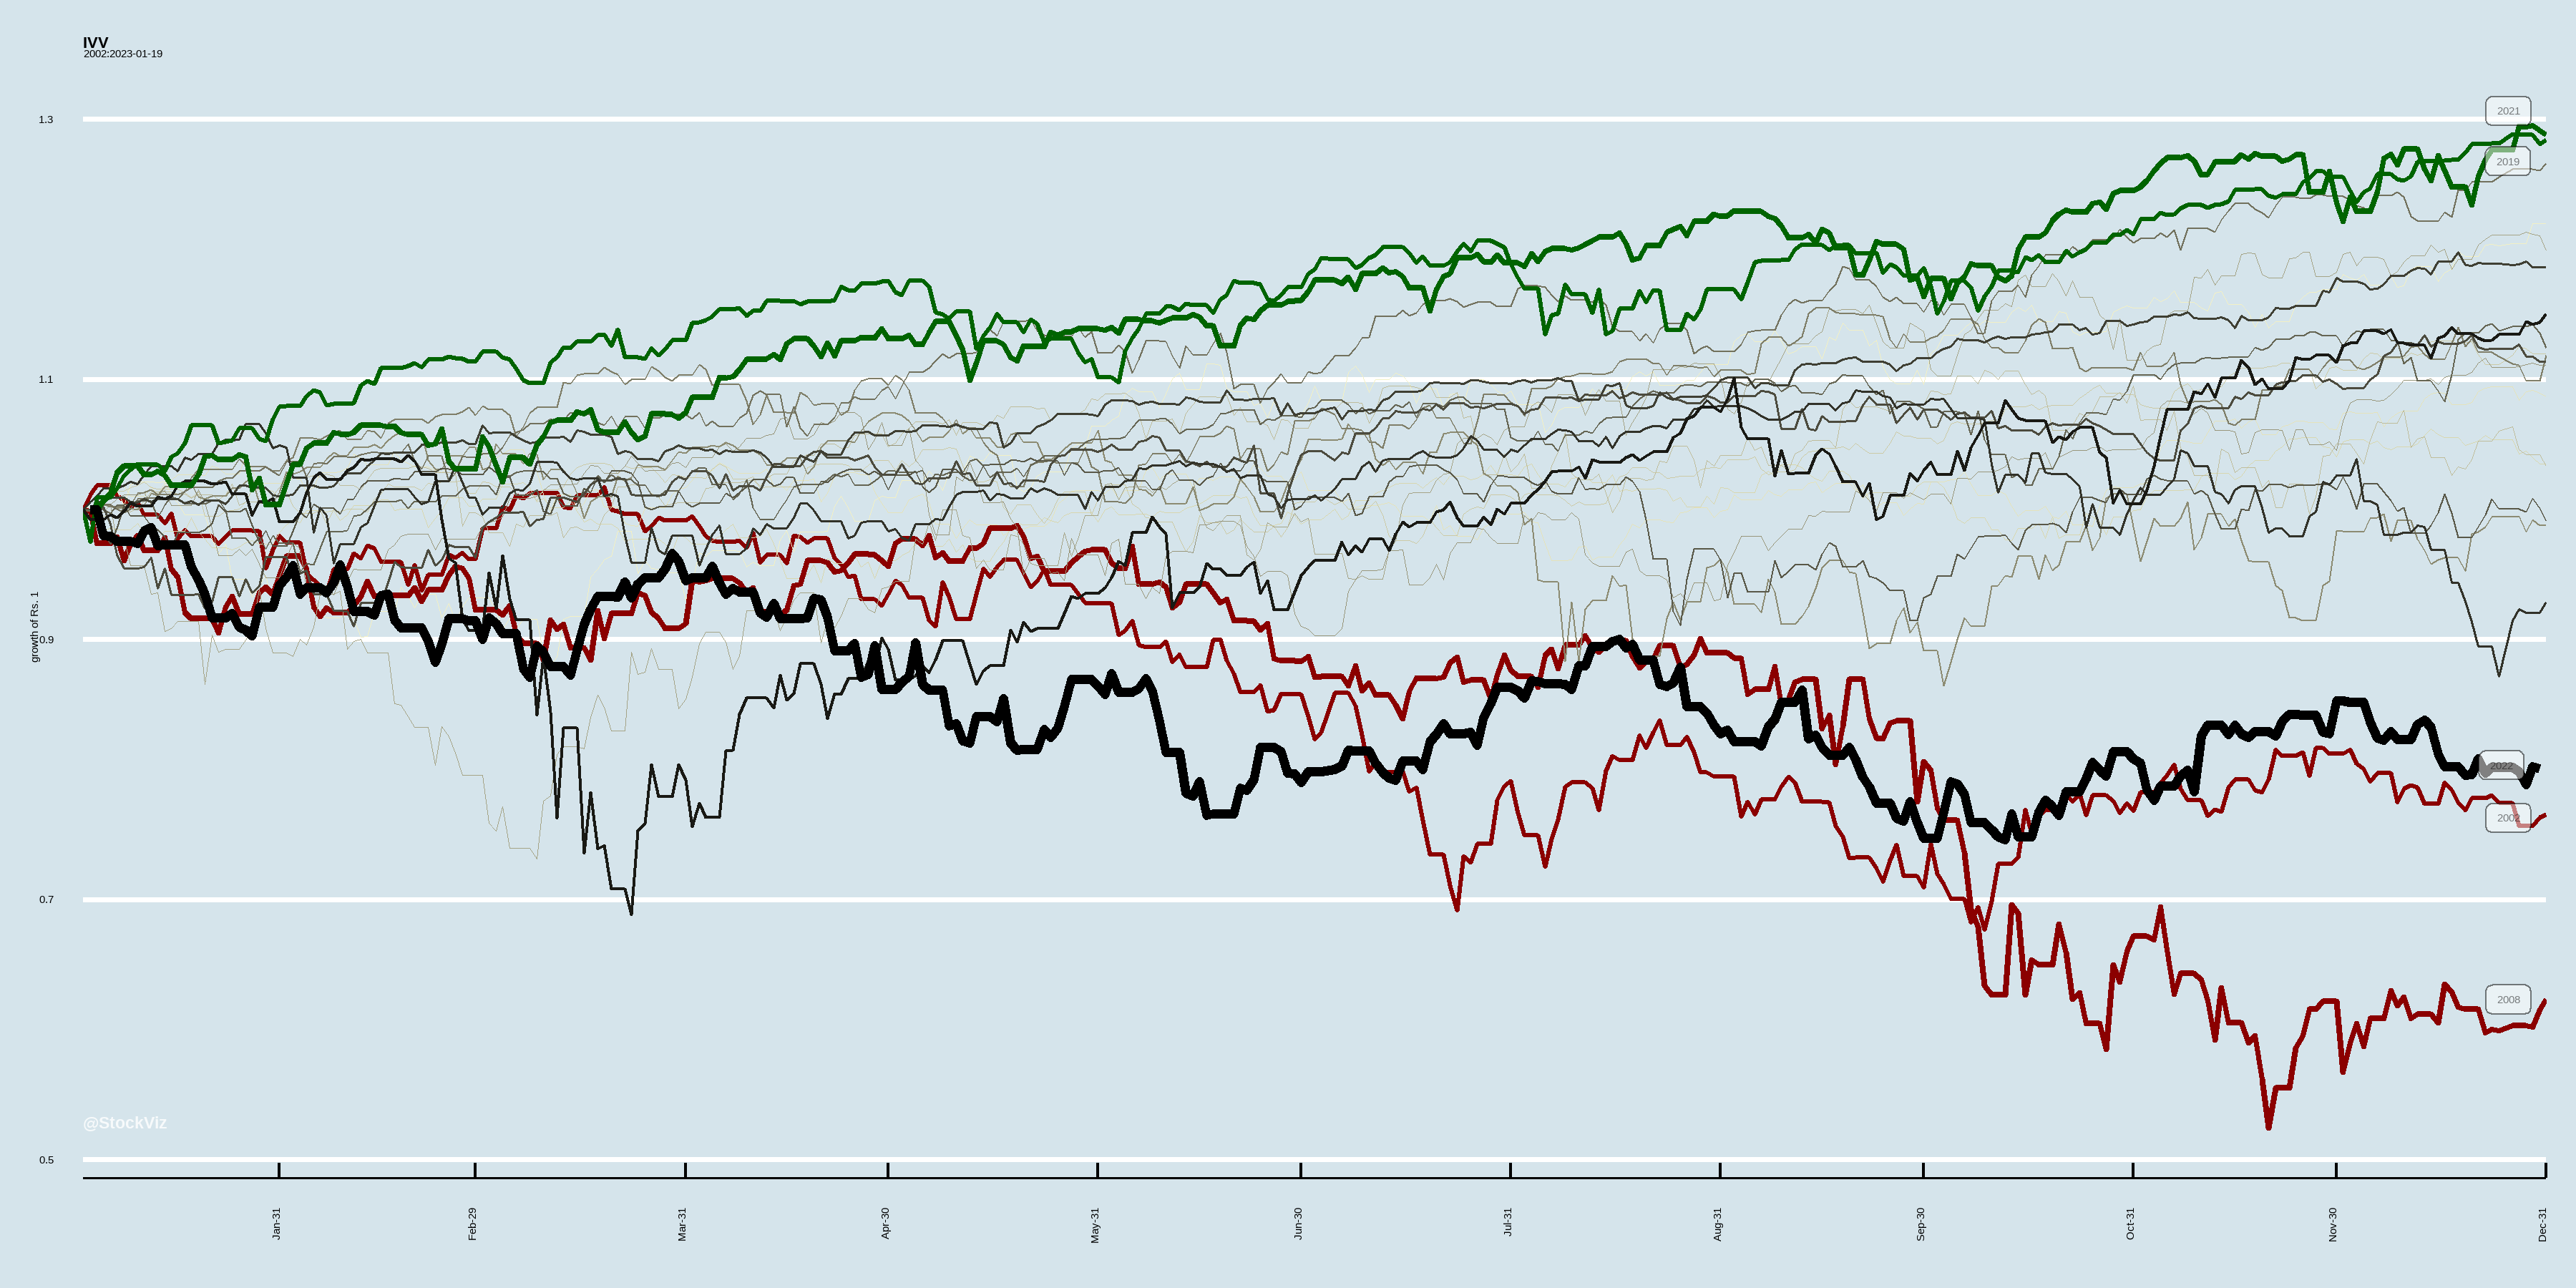 IVV
2002:2023-01-19
1.3
1.1
0.9
0.7
0.5
growth of Rs. 1
2021
2019
2022
2002
2008
@StockViz
Jan-31
Feb-29
Mar-31
Apr-30
May-31
Jun-30
Jul-31
Aug-31
Sep-30
Oct-31
Nov-30
Dec-31